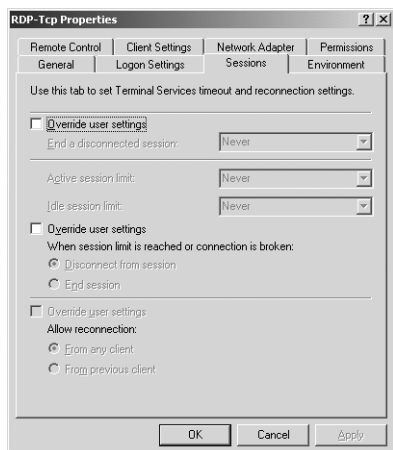 RDP-Tcp Properties
Remote Control Client Settings Network Adapter Permissions
General Logon Settings Sessions Environment
Use this tab to set Terminal Services timeout and reconnection settings.
Override user settings
End a disconnected session: Never
Active session limit: Never
Idle session limit: Never
Override user settings
When session limit is reached or connection is broken:
Disconnect from session
End session
Override user settings
Allow reconnection:
From any client
From previous client
OK Cancel Apply